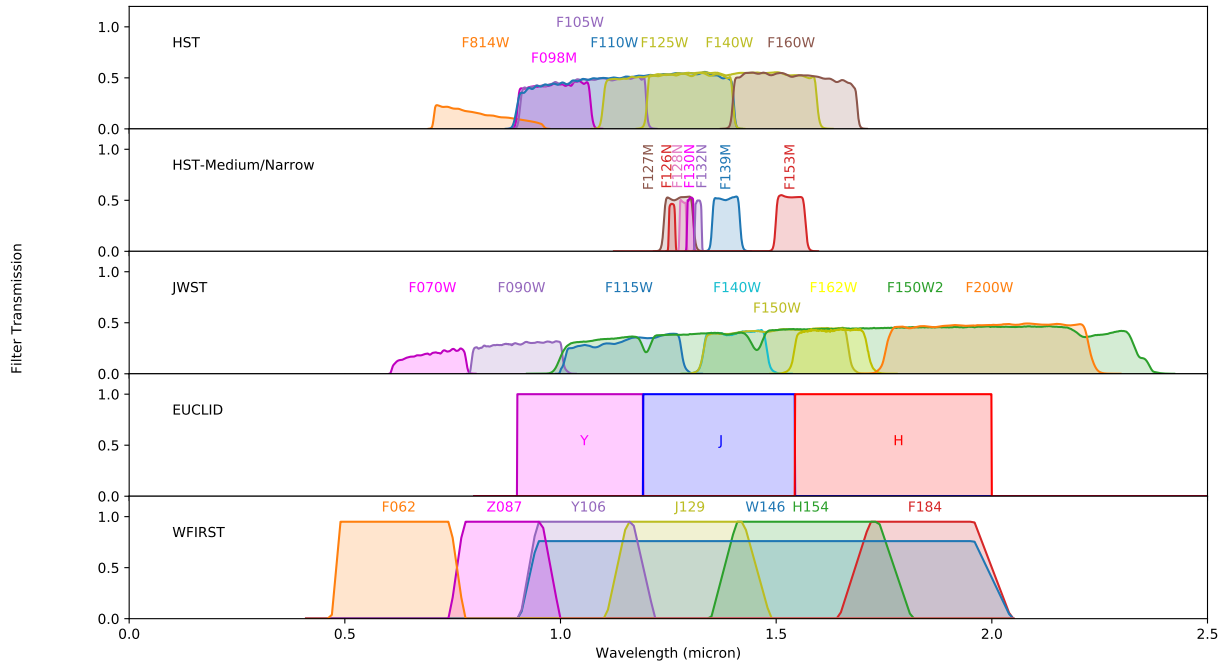 F105W
HST F814W F110W F125W F140W F160W
F098M
1.0
0.5
0.0
HST-Medium/Narrow F127M F126N F128N F130N F132N F139M F153M
1.0
0.5
0.0
JWST F070W F090W F115W F140W F162W F150W2 F200W
F150W
1.0
0.5
0.0
EUCLID
Y J H
1.0
0.5
0.0
F062 Z087 Y106 J129 W146 H154 F184
WFIRST
1.0
0.5
0.0
0.0 0.5 1.0 1.5 2.0 2.5
Wavelength (micron)
Filter Transmission